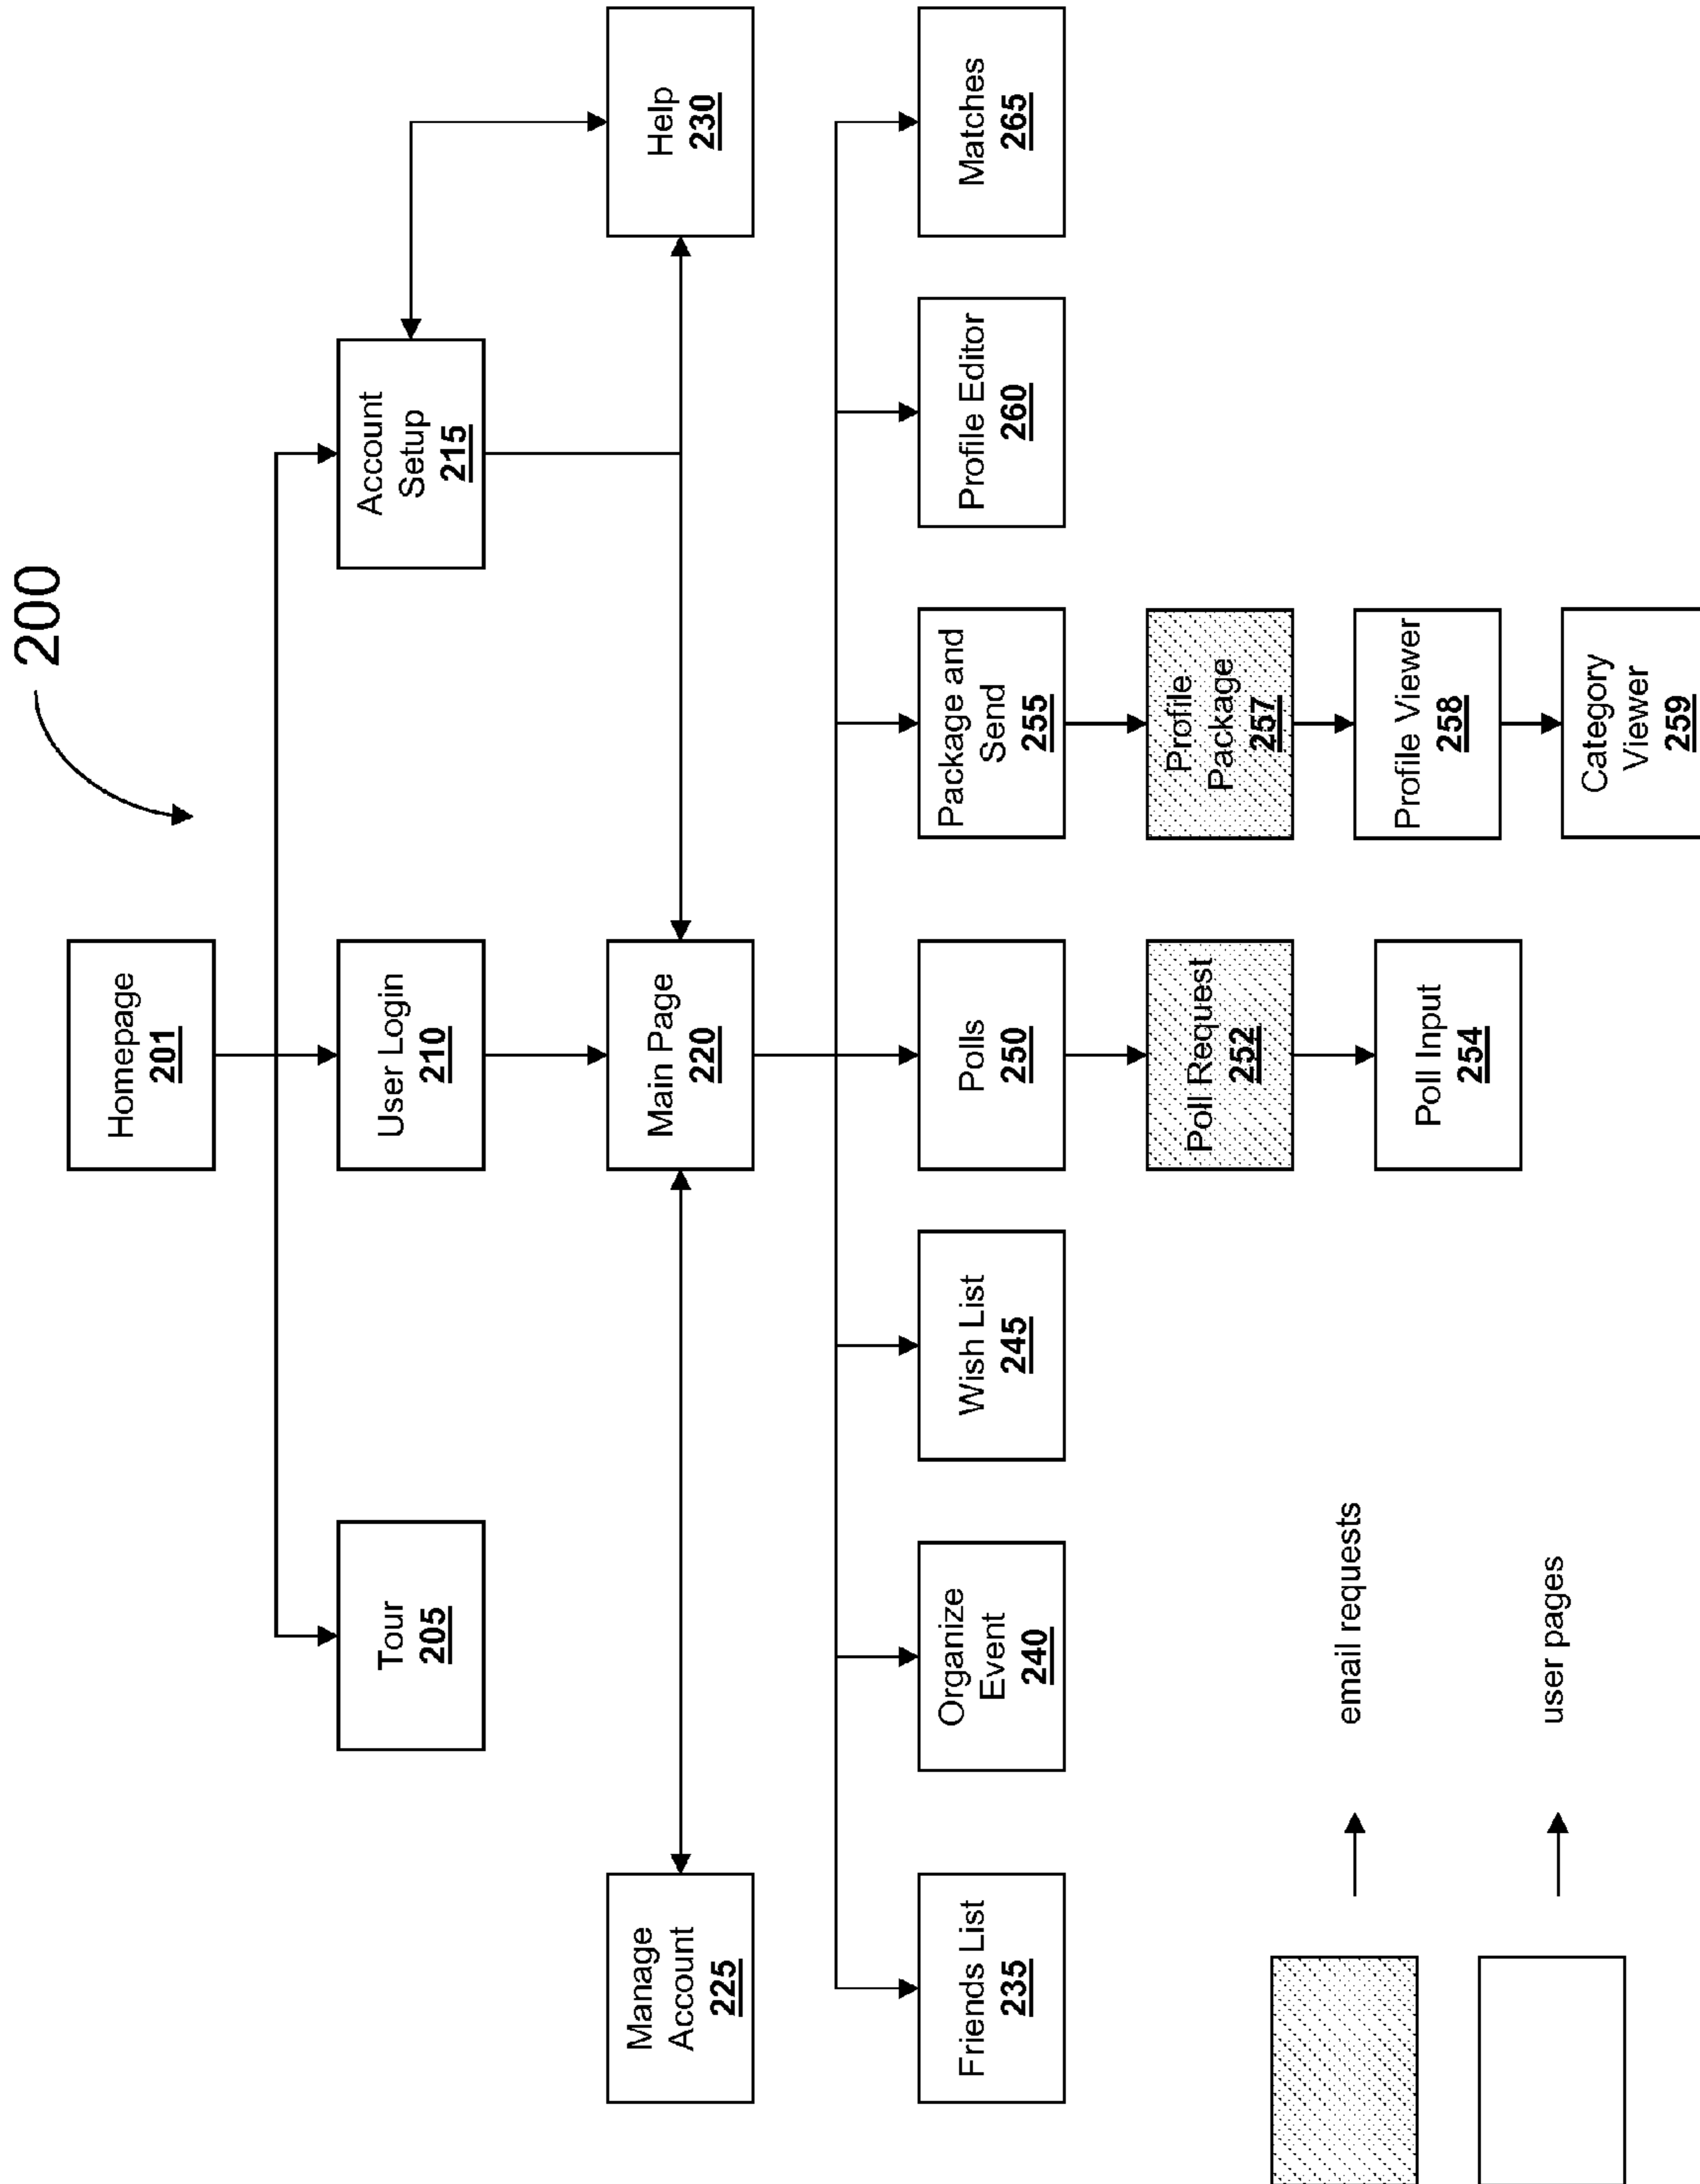 200
Homepage
201
Tour
205
User Login
210
Account
Setup
215
Manage
Account
225
Main Page
220
Help
230
Friends List
235
Organize
Event
240
Wish List
245
Polls
250
Package and
Send
255
Profile Editor
260
Matches
265
Poll Request
252
Profile
Package
257
Poll Input
254
Profile Viewer
258
Category
Viewer
259
email requests
user pages